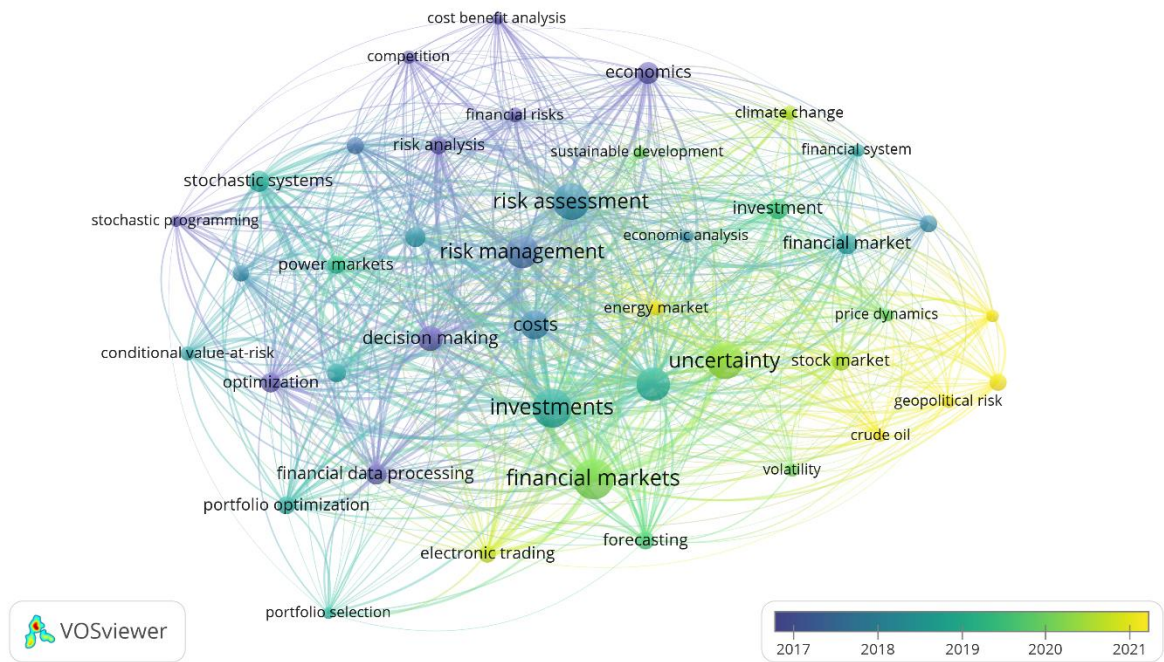 cost benefit analysis
competition
economics
financial risks
climate change
risk analysis
sustainable development
financial system
stochastic systems
risk assessment
investment
stochastic programming
economic analysis
financial market
risk management
power markets
energy market
price dynamics
costs
decision making
conditional value-at-risk
uncertainty
stock market
optimization
geopolitical risk
investments
crude oil
financial data processing
financial markets
volatility
portfolio optimization
forecasting
electronic trading
portfolio selection
VOSviewer
2017 2018 2019 2020 2021